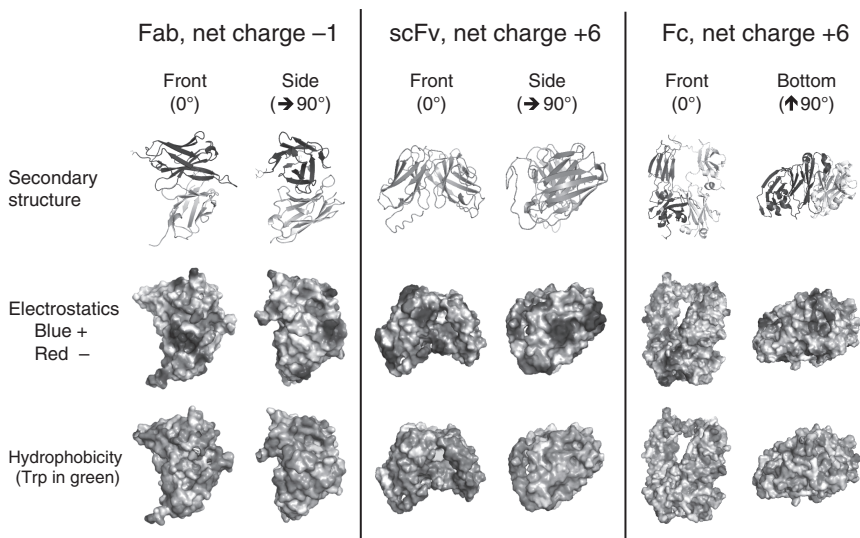 Fab, net charge –1
scFv, net charge +6
Fc, net charge +6
Front
(0°)
Side
(➔ 90°)
Front
(0°)
Side
(➔ 90°)
Front
(0°)
Bottom
(🡹 90°)
Secondary
structure
Electrostatics
Blue +
Red –
Hydrophobicity
(Trp in green)